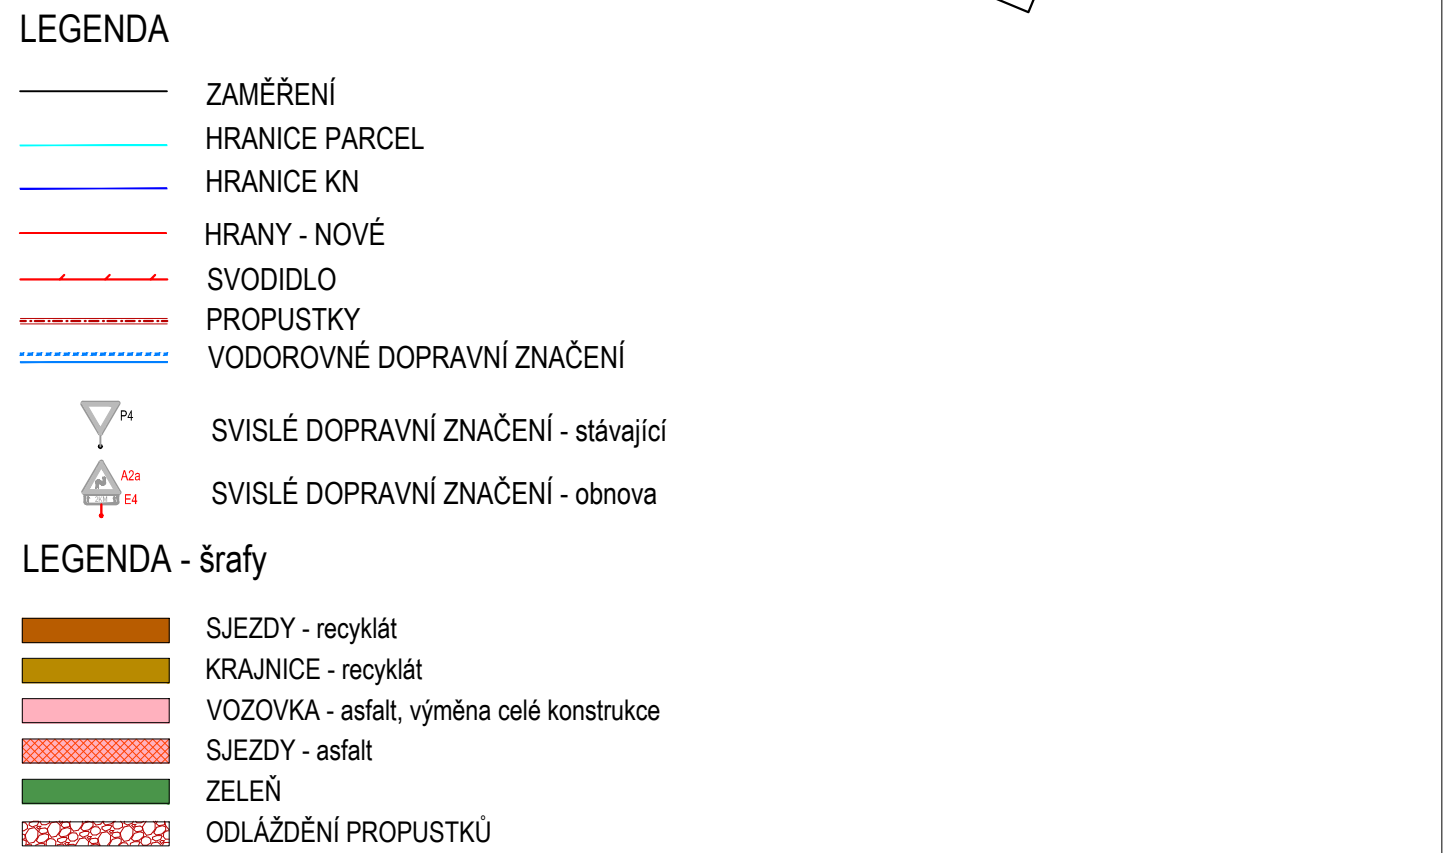 LEGENDA
ZAMĚŘENÍ
HRANICE PARCEL
HRANICE KN
HRANY - NOVÉ
SVODIDLO
PROPUSTKY
VODOROVNÉ DOPRAVNÍ ZNAČENÍ
P4
SVISLÉ DOPRAVNÍ ZNAČENÍ - stávající
A2a
3KM E4
SVISLÉ DOPRAVNÍ ZNAČENÍ - obnova
LEGENDA - šrafy
SJEZDY - recyklát
KRAJNICE - recyklát
VOZOVKA - asfalt, výměna celé konstrukce
SJEZDY - asfalt
ZELEŇ
ODLÁŽDĚNÍ PROPUSTKŮ